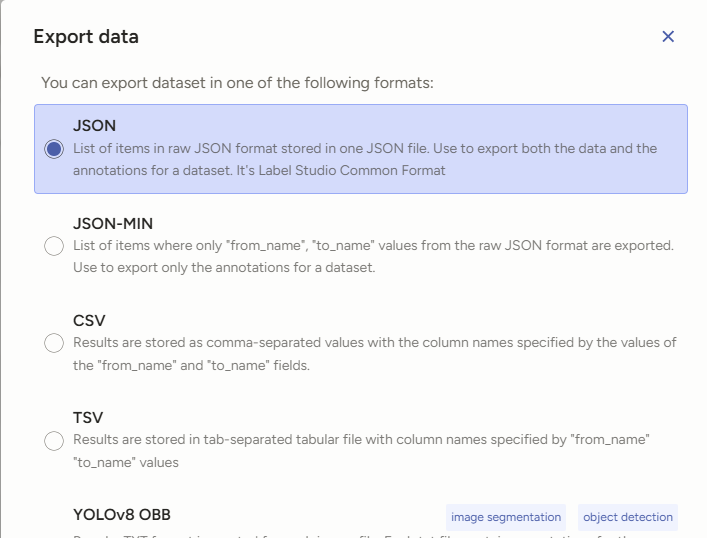 Export data
You can export dataset in one of the following formats:
JSON
List of items in raw JSON format stored in one JSON file. Use to export both the data and the
annotations for a dataset. It's Label Studio Common Format
JSON-MIN
List of items where only "from_name", "to_name" values from the raw JSON format are exported.
Use to export only the annotations for a dataset.
CSV
Results are stored as comma-separated values with the column names specified by the values of
the "from_name" and "to_name" fields.
TSV
Results are stored in tab-separated tabular file with column names specified by "from_name"
"to_name" values
YOLOv8 OBB
image segmentation
object detection